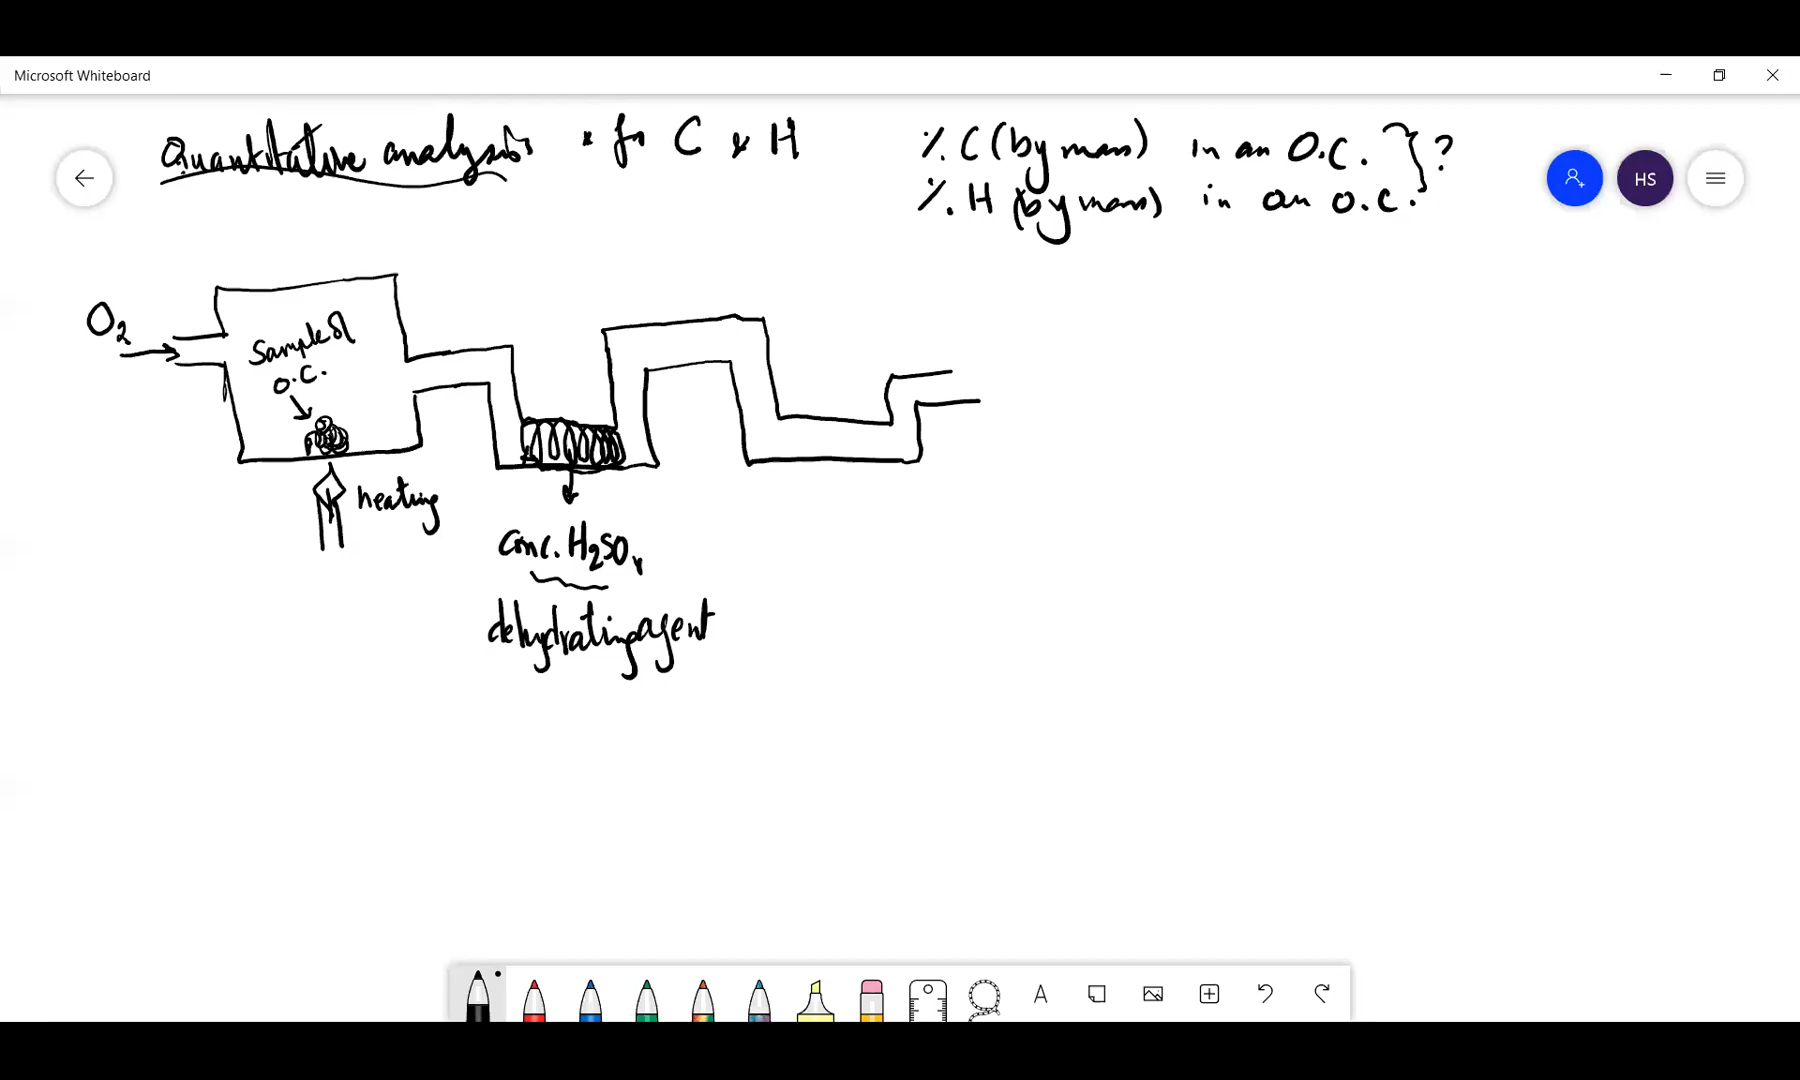 Microsoft Whiteboard
Quantitative analysis * for C & H
% C (by mass) in an O.C. } ?
% H (by mass) in an O.C.
HS
O2
Sample of
O.C.
heating
Conc. H2SO4
dehydrating agent
A